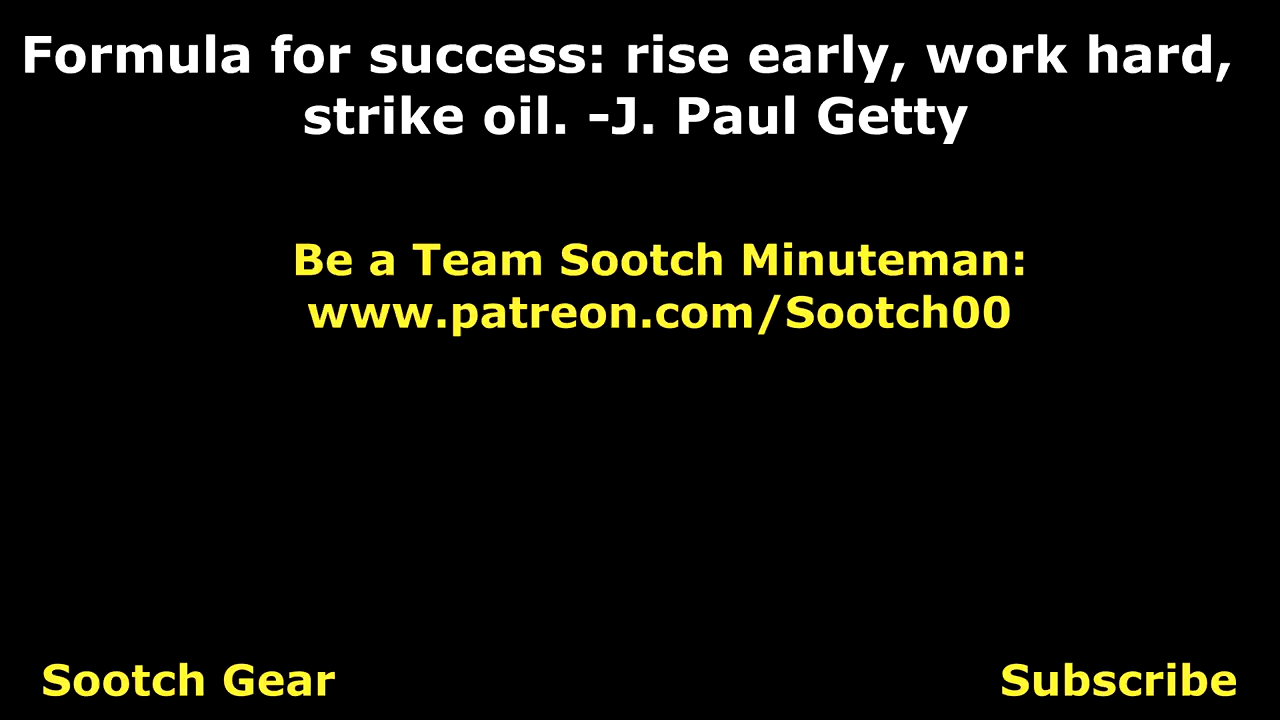 Formula for success: rise early, work hard,
strike oil. -J. Paul Getty
Be a Team Sootch Minuteman:
www.patreon.com/Sootch00
Sootch Gear
Subscribe